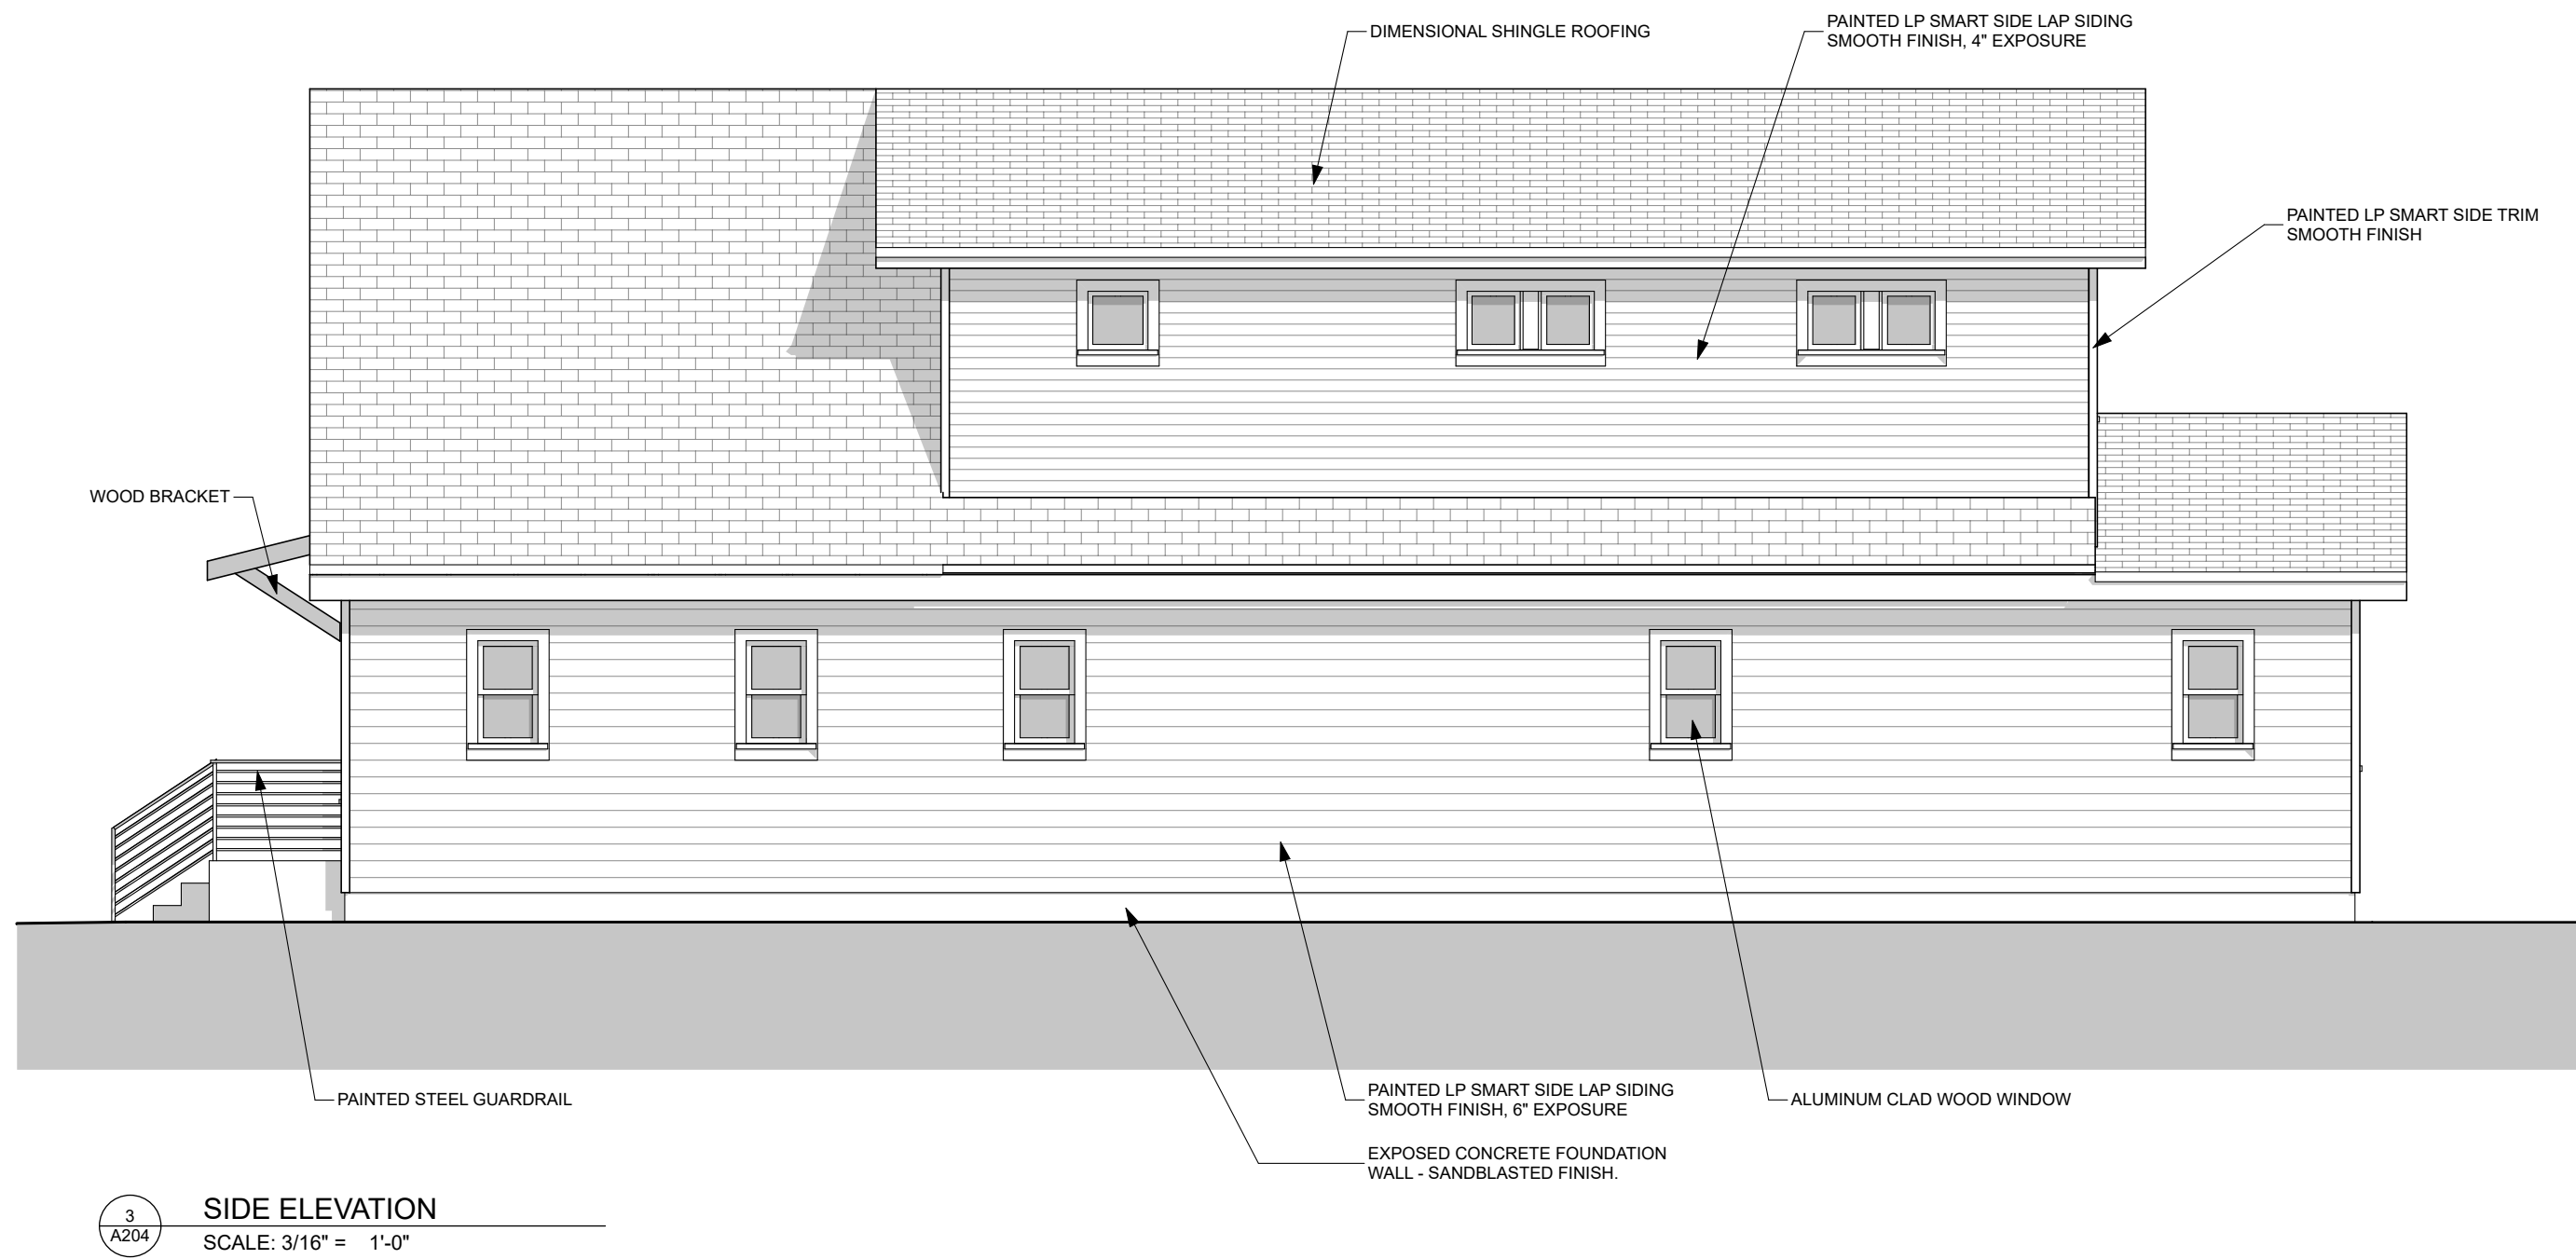 DIMENSIONAL SHINGLE ROOFING
PAINTED LP SMART SIDE LAP SIDING
SMOOTH FINISH, 4" EXPOSURE
PAINTED LP SMART SIDE TRIM
SMOOTH FINISH
WOOD BRACKET
PAINTED STEEL GUARDRAIL
PAINTED LP SMART SIDE LAP SIDING
SMOOTH FINISH, 6" EXPOSURE
ALUMINUM CLAD WOOD WINDOW
EXPOSED CONCRETE FOUNDATION
WALL - SANDBLASTED FINISH.
3
A204
SIDE ELEVATION
SCALE: 3/16" = 1'-0"